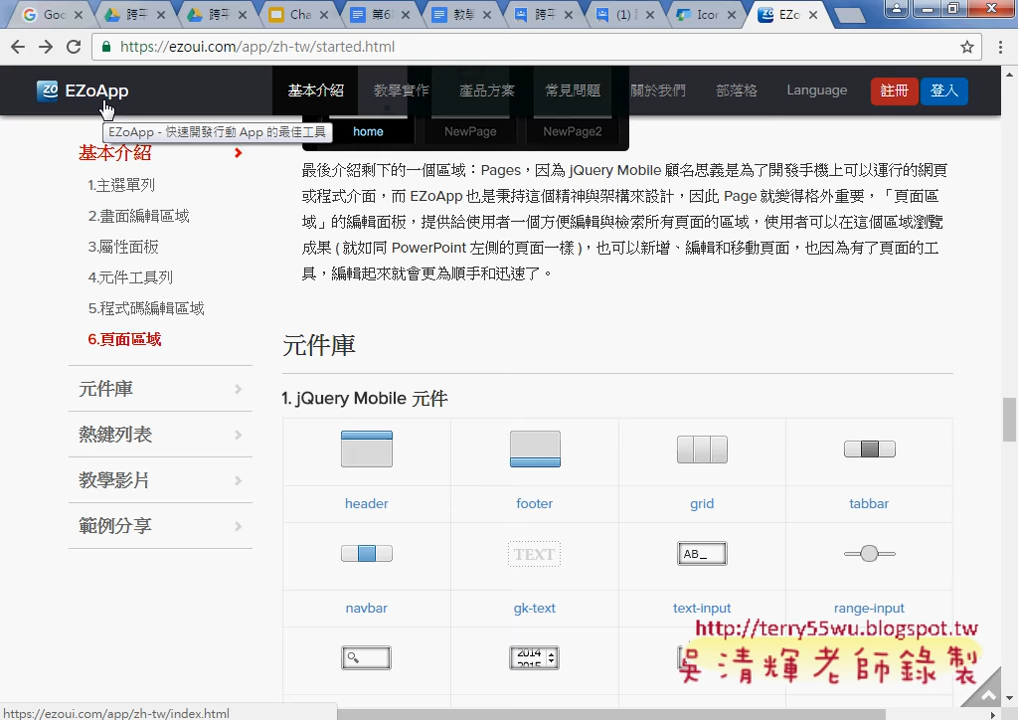 Goc
跨平
跨平
Cha
第6
教學
跨平
(1)
Icor
EZo
https://ezoui.com/app/zh-tw/started.html
EZoApp
基本介紹
教學實作
產品方案
常見問題
關於我們
部落格
Language
註冊
登入
EZoApp - 快速開發行動 App 的最佳工具
home
NewPage
NewPage2
基本介紹
1.主選單列
2.畫面編輯區域
3.屬性面板
4.元件工具列
5.程式碼編輯區域
6.頁面區域
元件庫
熱鍵列表
教學影片
範例分享
最後介紹剩下的一個區域：Pages，因為 jQuery Mobile 顧名思義是為了開發手機上可以運行的網頁
或程式介面，而 EZoApp 也是秉持這個精神與架構來設計，因此 Page 就變得格外重要，「頁面區
域」的編輯面板，提供給使用者一個方便編輯與檢索所有頁面的區域，使用者可以在這個區域瀏覽
成果 ( 就如同 PowerPoint 左側的頁面一樣 )，也可以新增、編輯和移動頁面，也因為有了頁面的工
具，編輯起來就會更為順手和迅速了。
元件庫
1. jQuery Mobile 元件
header
footer
grid
tabbar
TEXT
AB_
navbar
gk-text
text-input
range-input
2014
2015
http://terry55wu.blogspot.tw
吳清輝老師錄製
https://ezoui.com/app/zh-tw/index.html